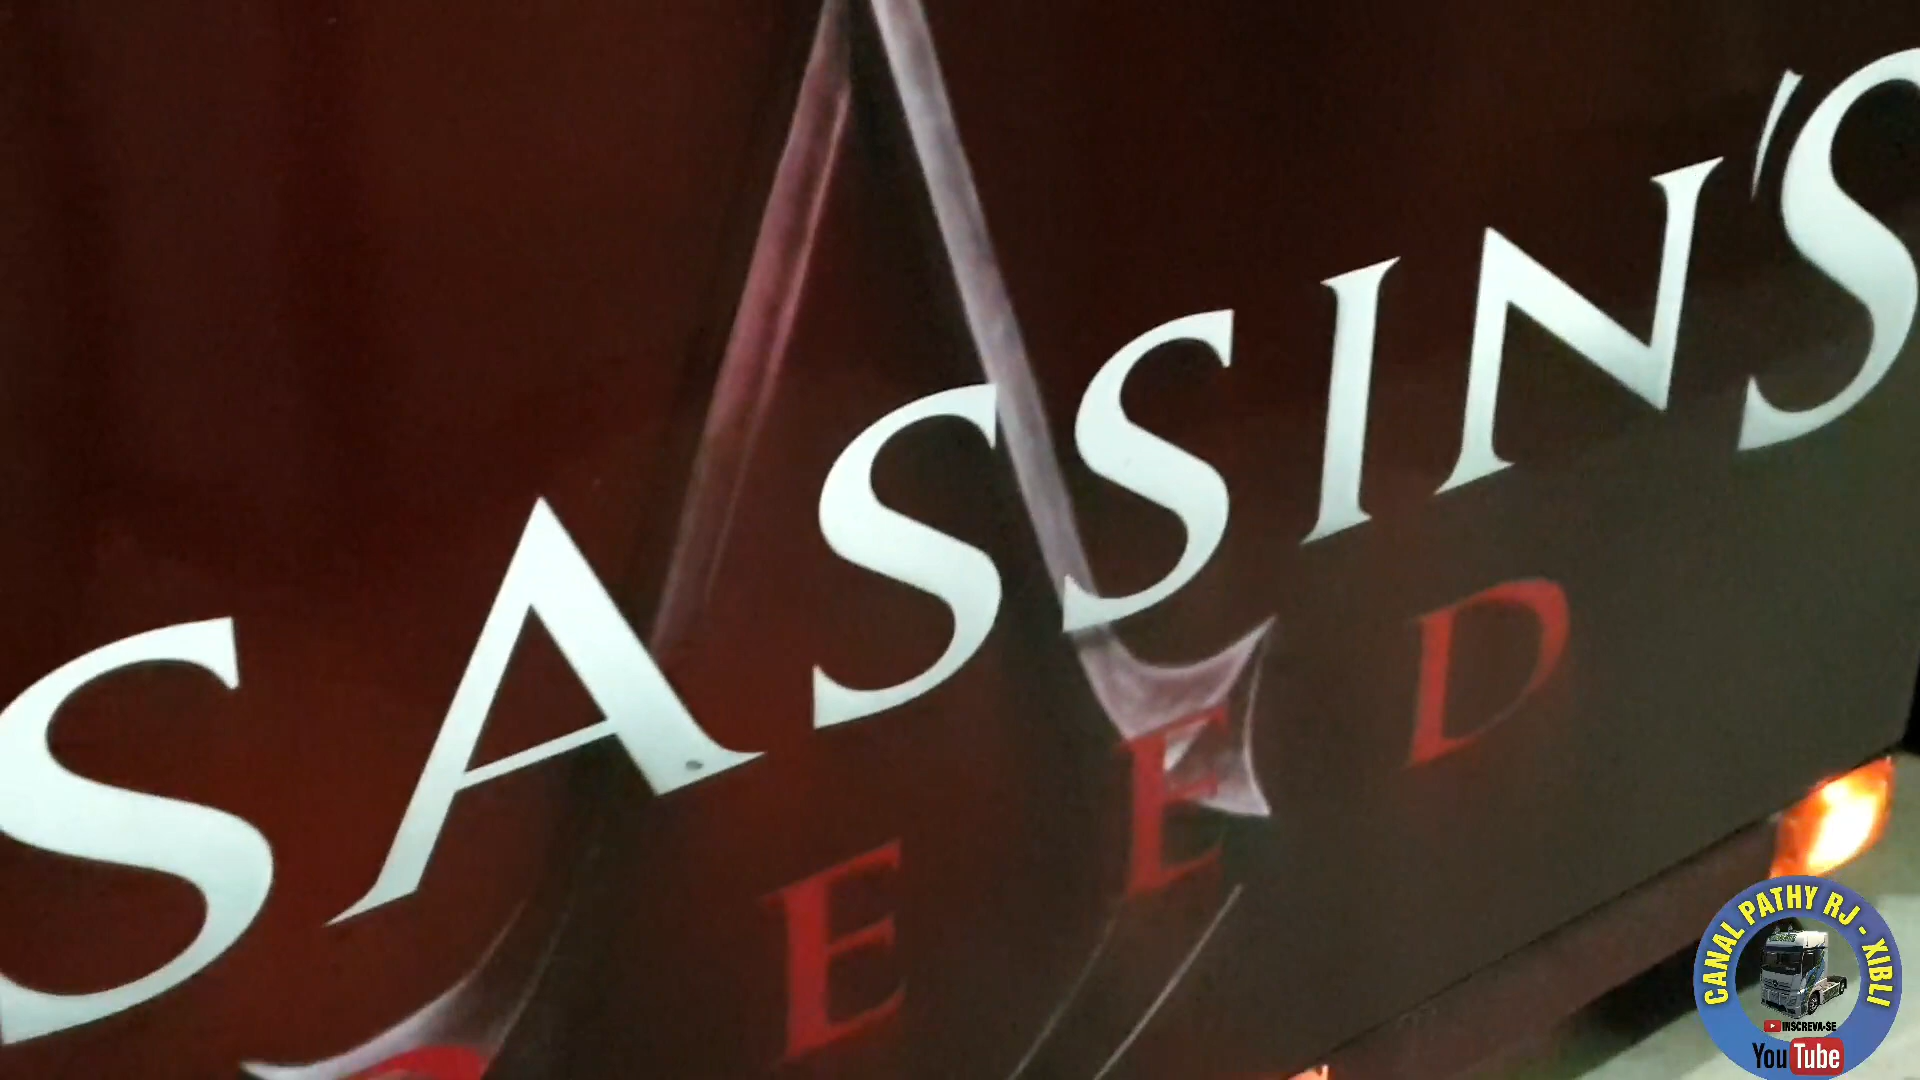 SASSIN'S
EED
CANAL PATHY RJ - XIBLI
INSCREVA-SE
YouTube